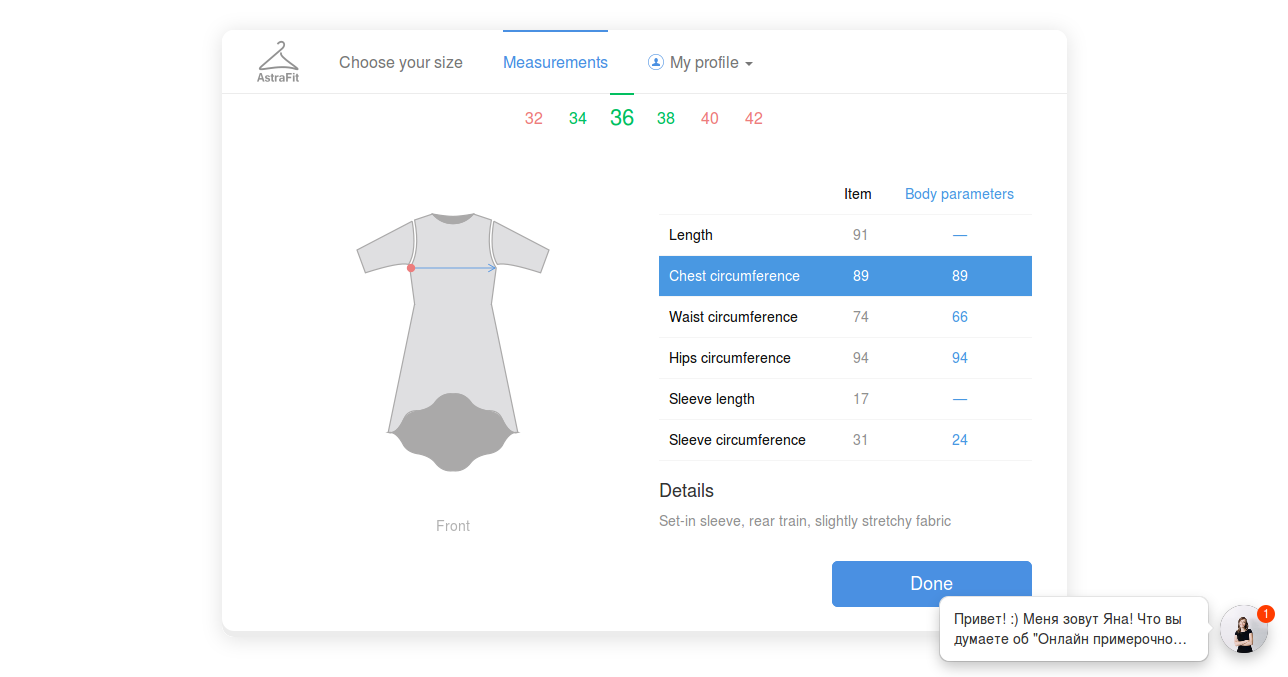 AstraFit
Choose your size
Measurements
My profile
32 34 36 38 40 42
Item Body parameters
Length 91 —
Chest circumference 89 89
Waist circumference 74 66
Hips circumference 94 94
Sleeve length 17 —
Sleeve circumference 31 24
Front
Details
Set-in sleeve, rear train, slightly stretchy fabric
Done
Привет! :) Меня зовут Яна! Что вы
думаете об "Онлайн примерочно...
1